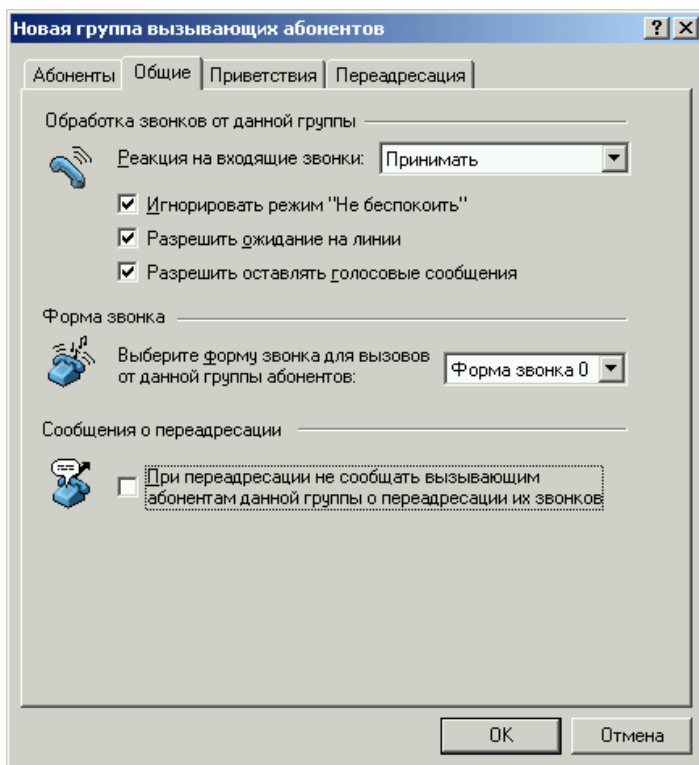 Новая группа вызывающих абонентов
Абоненты Общие Приветствия Переадресация
Обработка звонков от данной группы
Реакция на входящие звонки: Принимать
Игнорировать режим "Не беспокоить"
Разрешить ожидание на линии
Разрешить оставлять голосовые сообщения
Форма звонка
Выберите форму звонка для вызовов
от данной группы абонентов:
Форма звонка 0
Сообщения о переадресации
При переадресации не сообщать вызывающим
абонентам данной группы о переадресации их звонков
OK Отмена